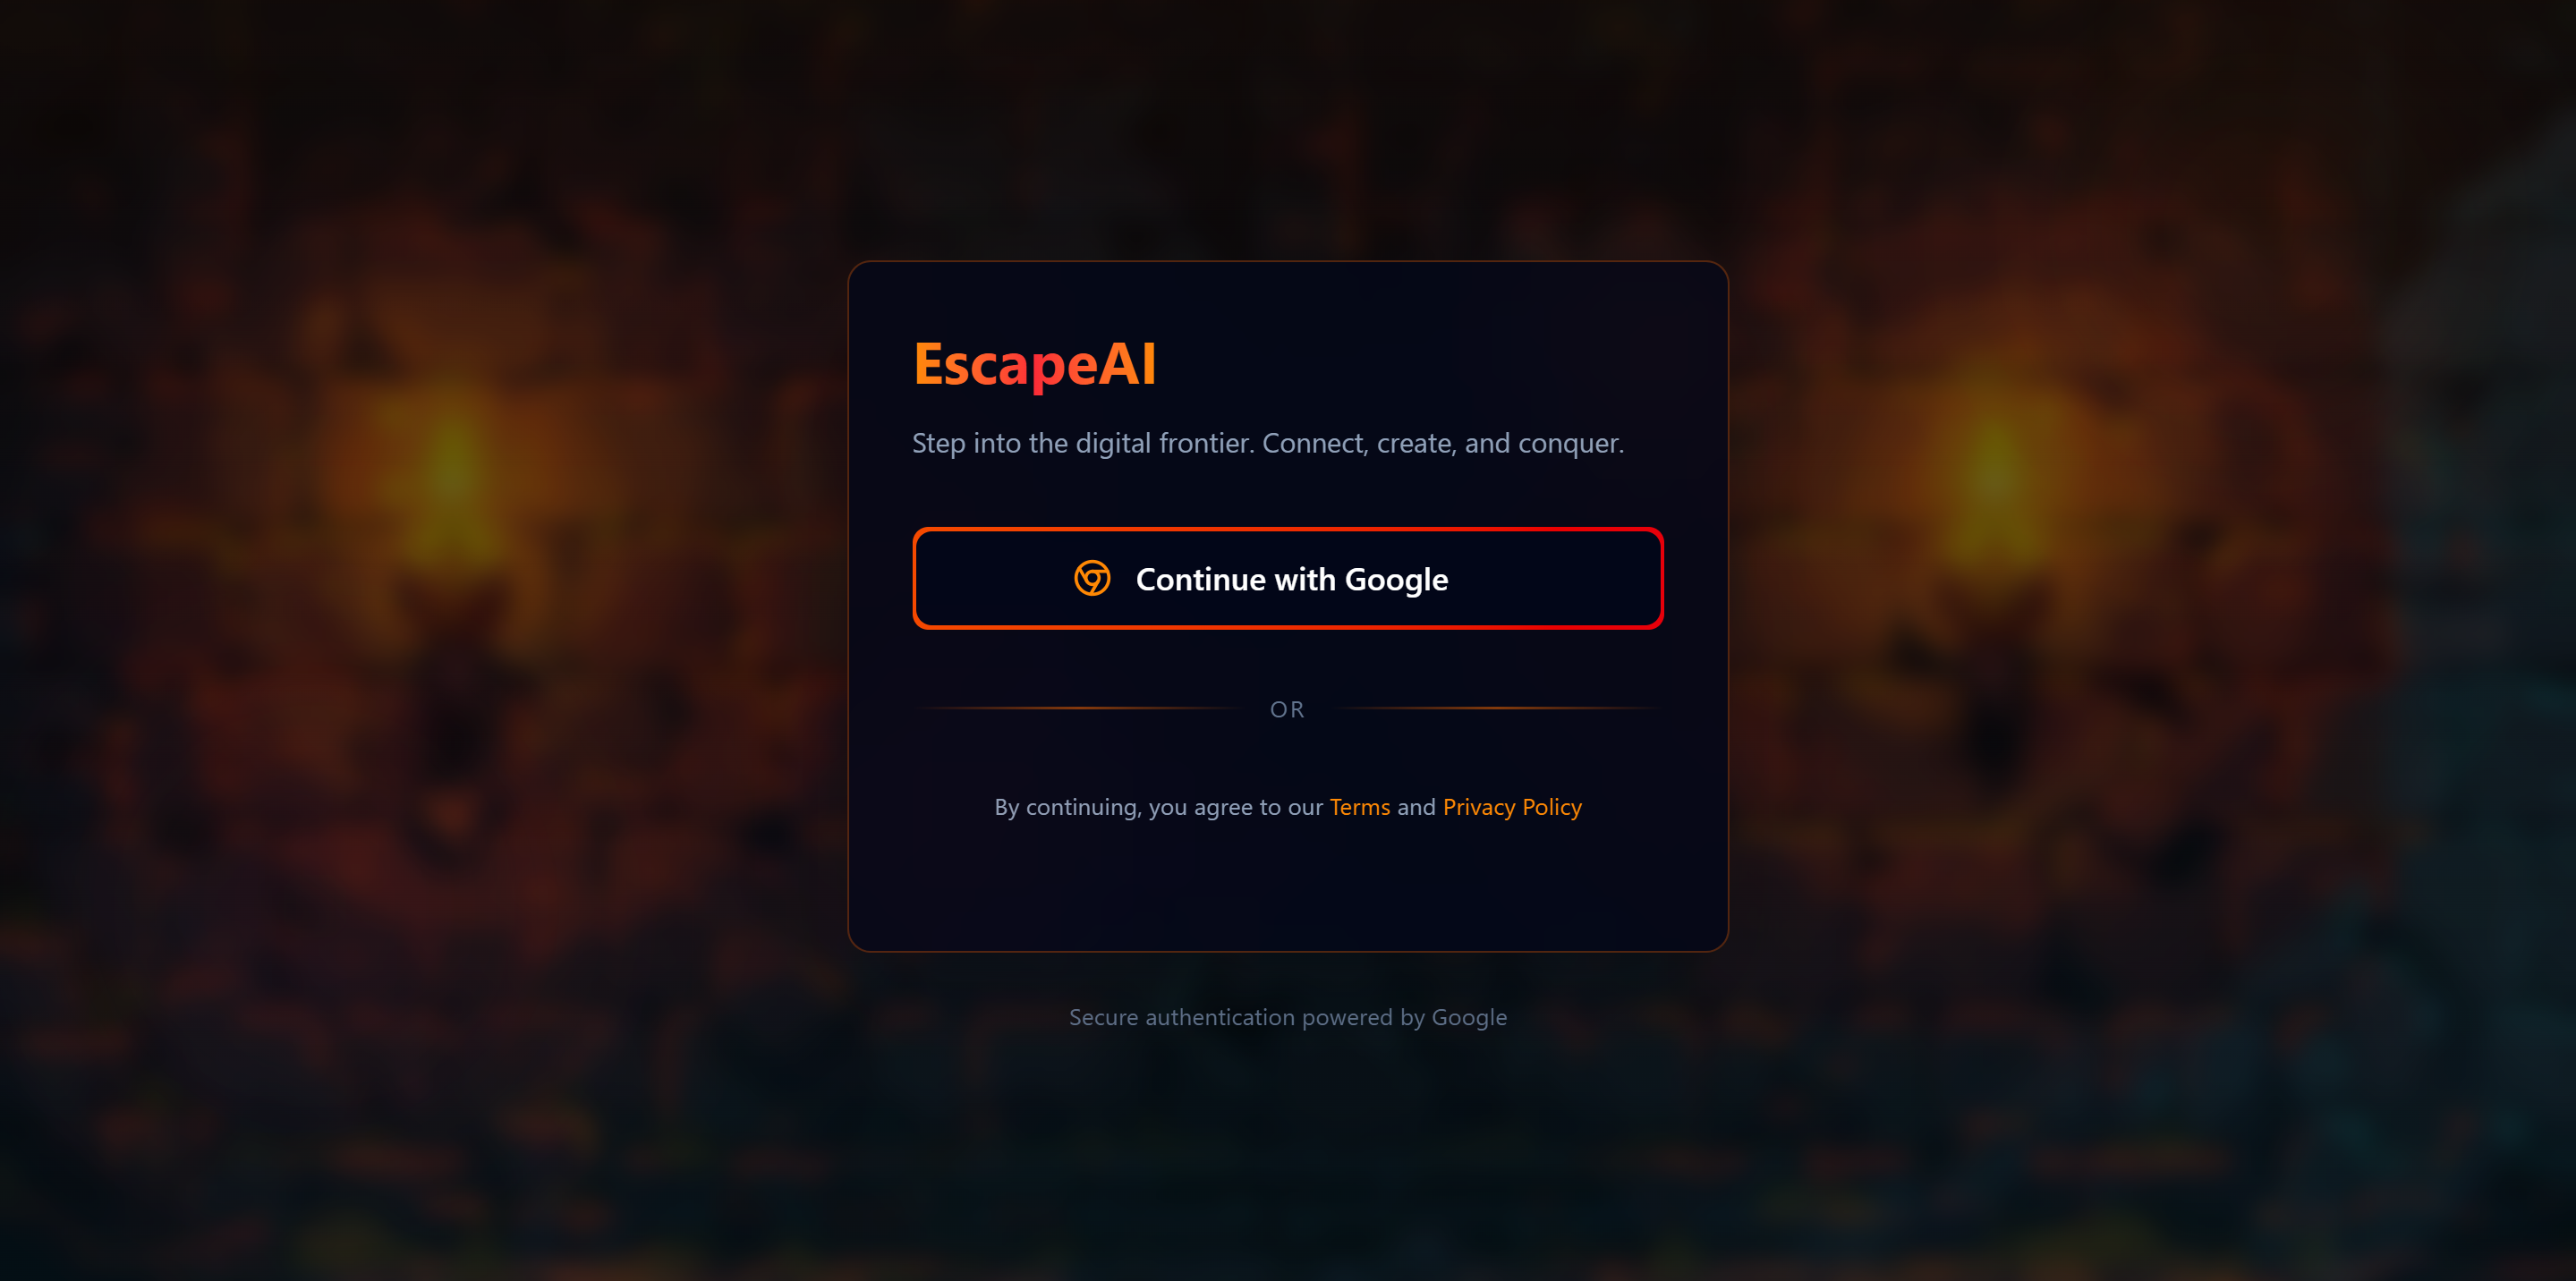 EscapeAI
Step into the digital frontier. Connect, create, and conquer.
Continue with Google
OR
By continuing, you agree to our Terms and Privacy Policy
Secure authentication powered by Google